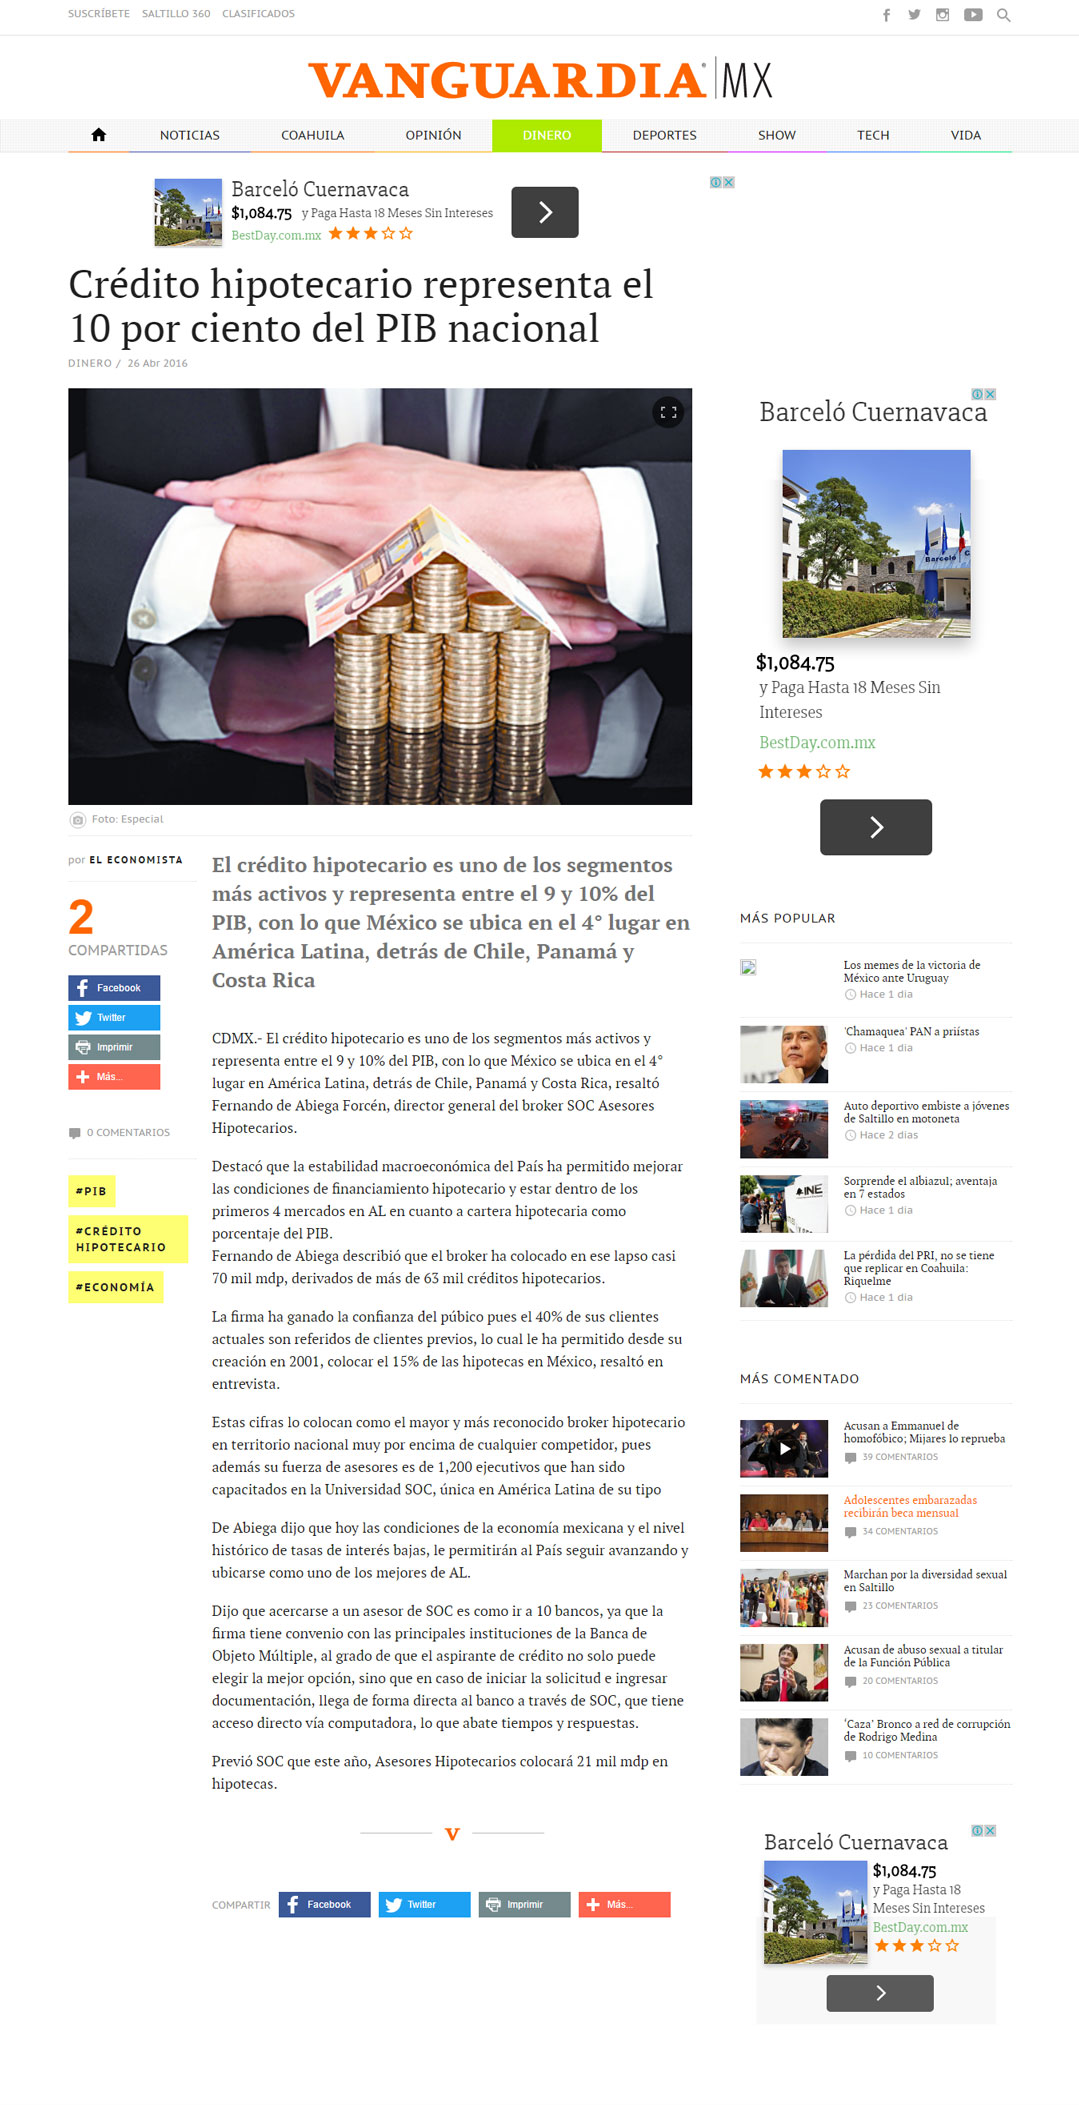 SUSCRÍBETE SALTILLO 360 CLASIFICADOS
VANGUARDIA MX
NOTICIAS COAHUILA OPINIÓN DINERO DEPORTES SHOW TECH VIDA
Barceló Cuernavaca
$1,084.75 y Paga Hasta 18 Meses Sin Intereses
BestDay.com.mx
Crédito hipotecario representa el
10 por ciento del PIB nacional
DINERO / 26 Abr 2016
Foto: Especial
por EL ECONOMISTA
2
COMPARTIDAS
Facebook
Twitter
Imprimir
Más...
0 COMENTARIOS
#PIB
#CRÉDITO
HIPOTECARIO
#ECONOMÍA
El crédito hipotecario es uno de los segmentos
más activos y representa entre el 9 y 10% del
PIB, con lo que México se ubica en el 4° lugar en
América Latina, detrás de Chile, Panamá y
Costa Rica
CDMX.- El crédito hipotecario es uno de los segmentos más activos y
representa entre el 9 y 10% del PIB, con lo que México se ubica en el 4°
lugar en América Latina, detrás de Chile, Panamá y Costa Rica, resaltó
Fernando de Abiega Forcén, director general del broker SOC Asesores
Hipotecarios.
Destacó que la estabilidad macroeconómica del País ha permitido mejorar
las condiciones de financiamiento hipotecario y estar dentro de los
primeros 4 mercados en AL en cuanto a cartera hipotecaria como
porcentaje del PIB.
Fernando de Abiega describió que el broker ha colocado en ese lapso casi
70 mil mdp, derivados de más de 63 mil créditos hipotecarios.
La firma ha ganado la confianza del púbico pues el 40% de sus clientes
actuales son referidos de clientes previos, lo cual le ha permitido desde su
creación en 2001, colocar el 15% de las hipotecas en México, resaltó en
entrevista.
Estas cifras lo colocan como el mayor y más reconocido broker hipotecario
en territorio nacional muy por encima de cualquier competidor, pues
además su fuerza de asesores es de 1,200 ejecutivos que han sido
capacitados en la Universidad SOC, única en América Latina de su tipo
De Abiega dijo que hoy las condiciones de la economía mexicana y el nivel
histórico de tasas de interés bajas, le permitirán al País seguir avanzando y
ubicarse como uno de los mejores de AL.
Dijo que acercarse a un asesor de SOC es como ir a 10 bancos, ya que la
firma tiene convenio con las principales instituciones de la Banca de
Objeto Múltiple, al grado de que el aspirante de crédito no solo puede
elegir la mejor opción, sino que en caso de iniciar la solicitud e ingresar
documentación, llega de forma directa al banco a través de SOC, que tiene
acceso directo vía computadora, lo que abate tiempos y respuestas.
Previó SOC que este año, Asesores Hipotecarios colocará 21 mil mdp en
hipotecas.
V
COMPARTIR Facebook Twitter Imprimir Más...
Barceló Cuernavaca
Barceló
$1,084.75
y Paga Hasta 18 Meses Sin
Intereses
BestDay.com.mx
MÁS POPULAR
Los memes de la victoria de
México ante Uruguay
Hace 1 dia
'Chamaquea' PAN a priístas
Hace 1 dia
Auto deportivo embiste a jóvenes
de Saltillo en motoneta
Hace 2 dias
INE
Sorprende el albiazul; aventaja
en 7 estados
Hace 1 dia
La pérdida del PRI, no se tiene
que replicar en Coahuila:
Riquelme
Hace 1 dia
MÁS COMENTADO
Acusan a Emmanuel de
homofóbico; Mijares lo reprueba
39 COMENTARIOS
Adolescentes embarazadas
recibirán beca mensual
34 COMENTARIOS
Marchan por la diversidad sexual
en Saltillo
23 COMENTARIOS
Acusan de abuso sexual a titular
de la Función Pública
20 COMENTARIOS
'Caza' Bronco a red de corrupción
de Rodrigo Medina
10 COMENTARIOS
Barceló Cuernavaca
$1,084.75
y Paga Hasta 18
Meses Sin Intereses
BestDay.com.mx